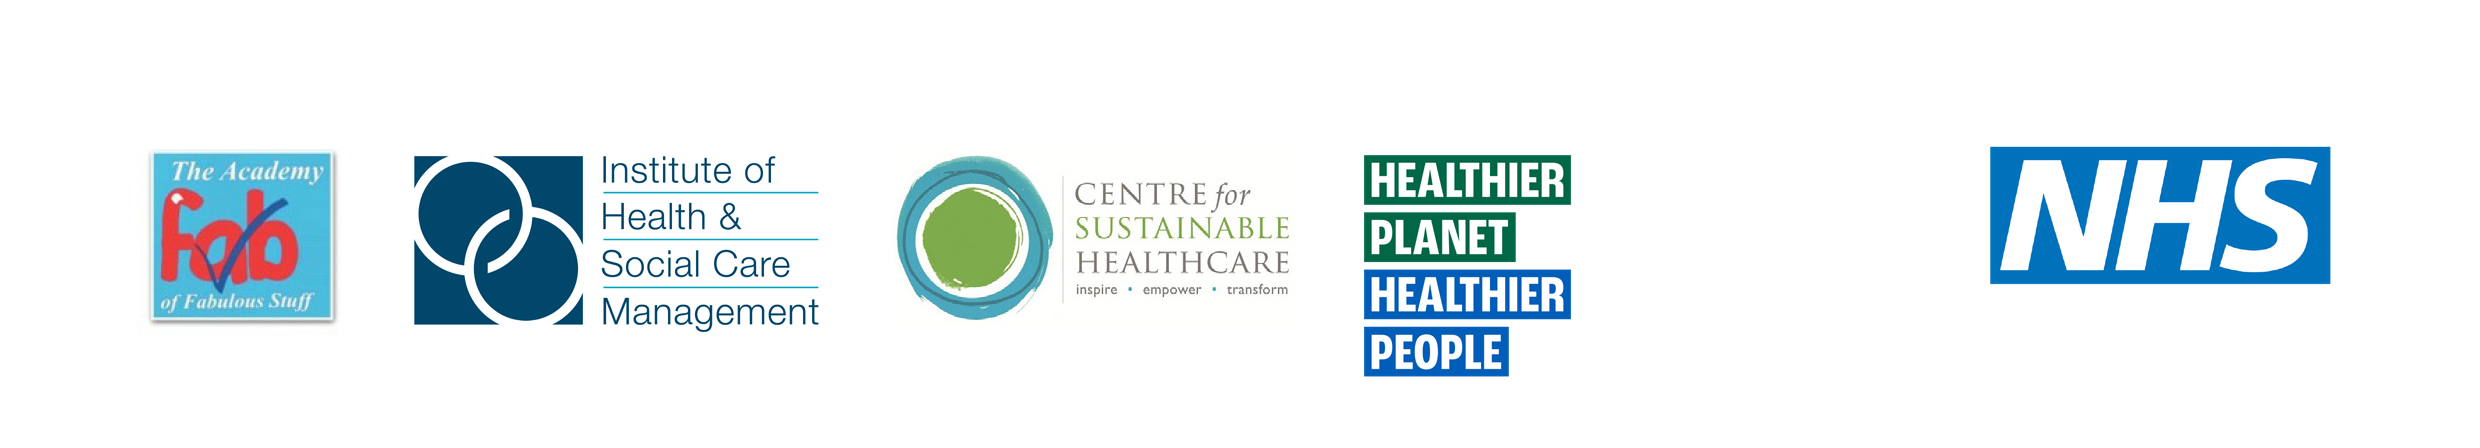 The Academy
Fab
of Fabulous Stuff
Institute of
Health &
Social Care
Management
CENTRE for
SUSTAINABLE
HEALTHCARE
inspire • empower • transform
HEALTHIER
PLANET
HEALTHIER
PEOPLE
NHS